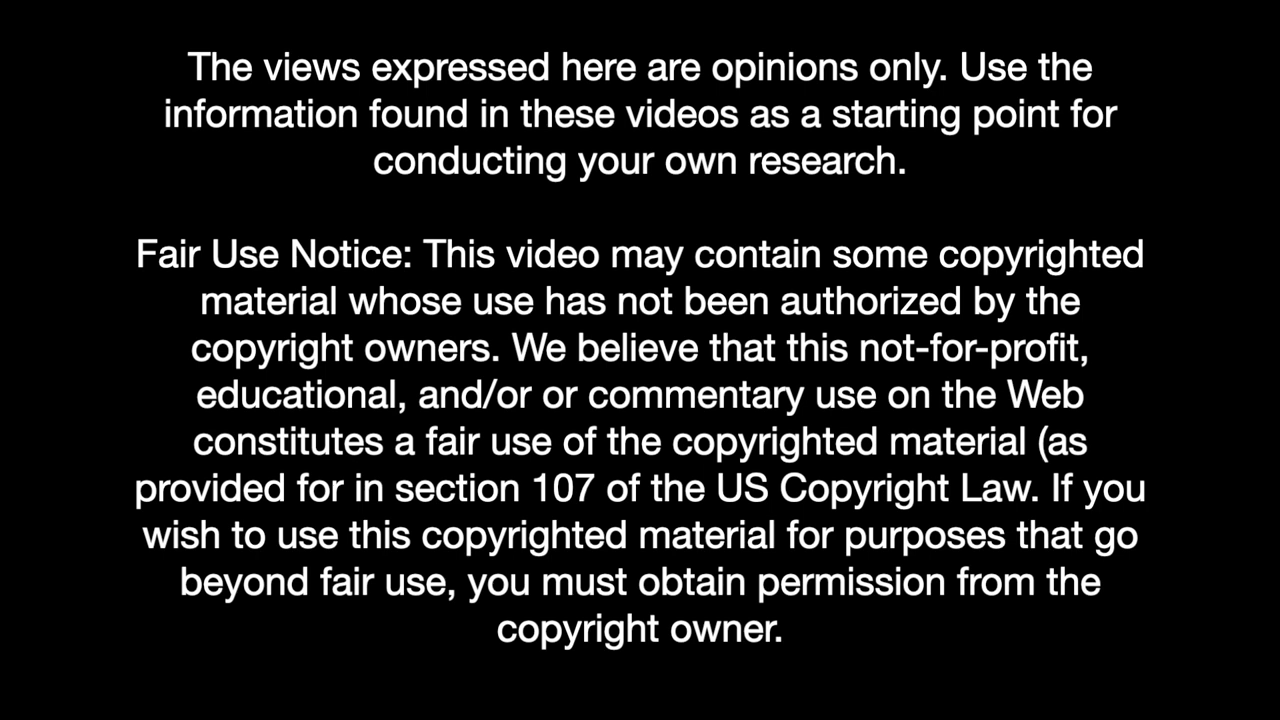 The views expressed here are opinions only. Use the
information found in these videos as a starting point for
conducting your own research.
Fair Use Notice: This video may contain some copyrighted
material whose use has not been authorized by the
copyright owners. We believe that this not-for-profit,
educational, and/or or commentary use on the Web
constitutes a fair use of the copyrighted material (as
provided for in section 107 of the US Copyright Law. If you
wish to use this copyrighted material for purposes that go
beyond fair use, you must obtain permission from the
copyright owner.